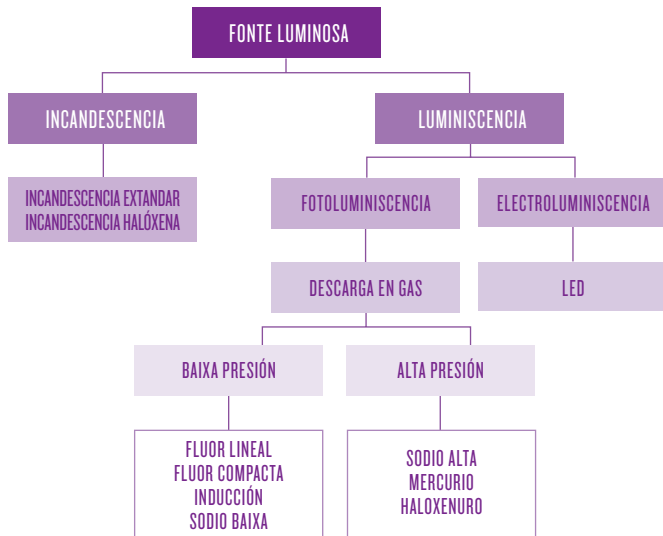 FONTE LUMINOSA
INCANDESCENCIA
LUMINISCENCIA
INCANDESCENCIA EXTANDAR
INCANDESCENCIA HALÓXENA
FOTOLUMINISCENCIA
ELECTROLUMINISCENCIA
DESCARGA EN GAS
LED
BAIXA PRESIÓN
ALTA PRESIÓN
FLUOR LINEAL
FLUOR COMPACTA
INDUCCIÓN
SODIO BAIXA
SODIO ALTA
MERCURIO
HALOXENURO